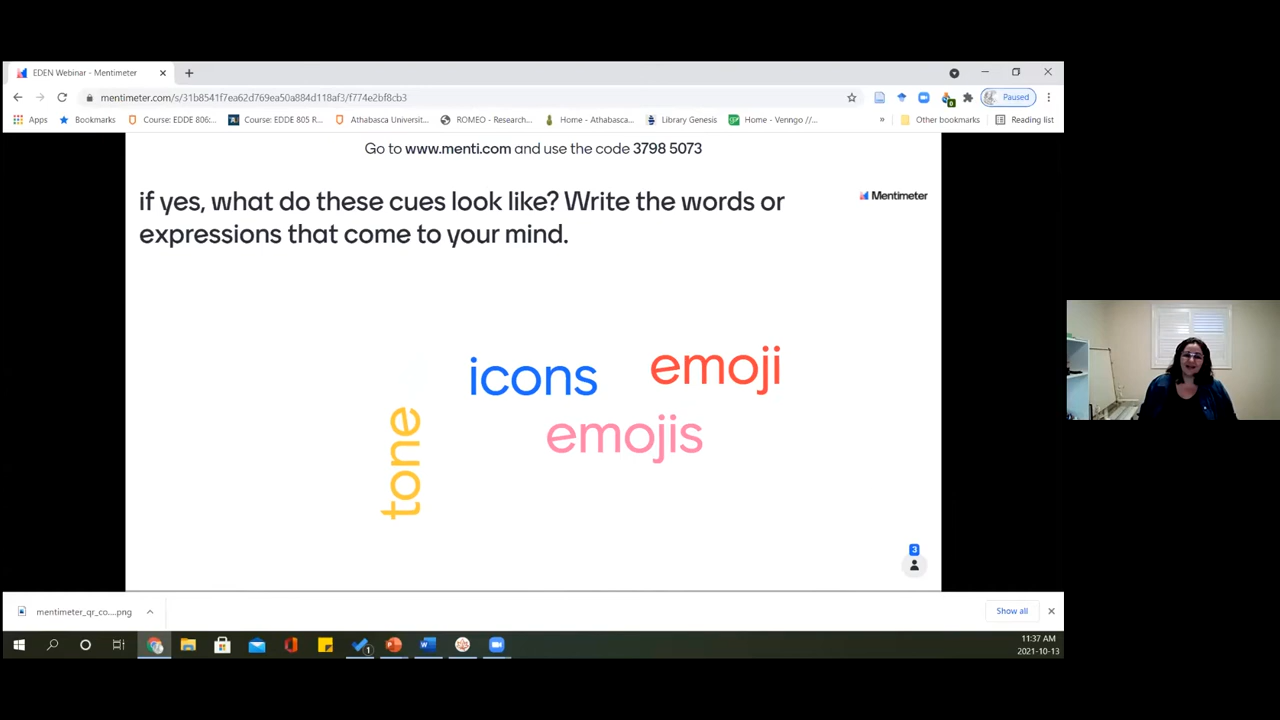 EDEN Webinar - Mentimeter
mentimeter.com/s/31b8541f7ea62d769ea50a884d118af3/f774e2bf8cb3
Paused
Apps
Bookmarks
Course: EDDE 806:...
Course: EDDE 805 R...
Athabasca Universit...
ROMEO - Research...
Home - Athabasca...
Library Genesis
Home - Venngo //...
»
Other bookmarks
Reading list
Go to www.menti.com and use the code 3798 5073
if yes, what do these cues look like? Write the words or
expressions that come to your mind.
Mentimeter
icons
emoji
emojis
tone
3
mentimeter_qr_co....png
Show all
1
11:37 AM
2021-10-13